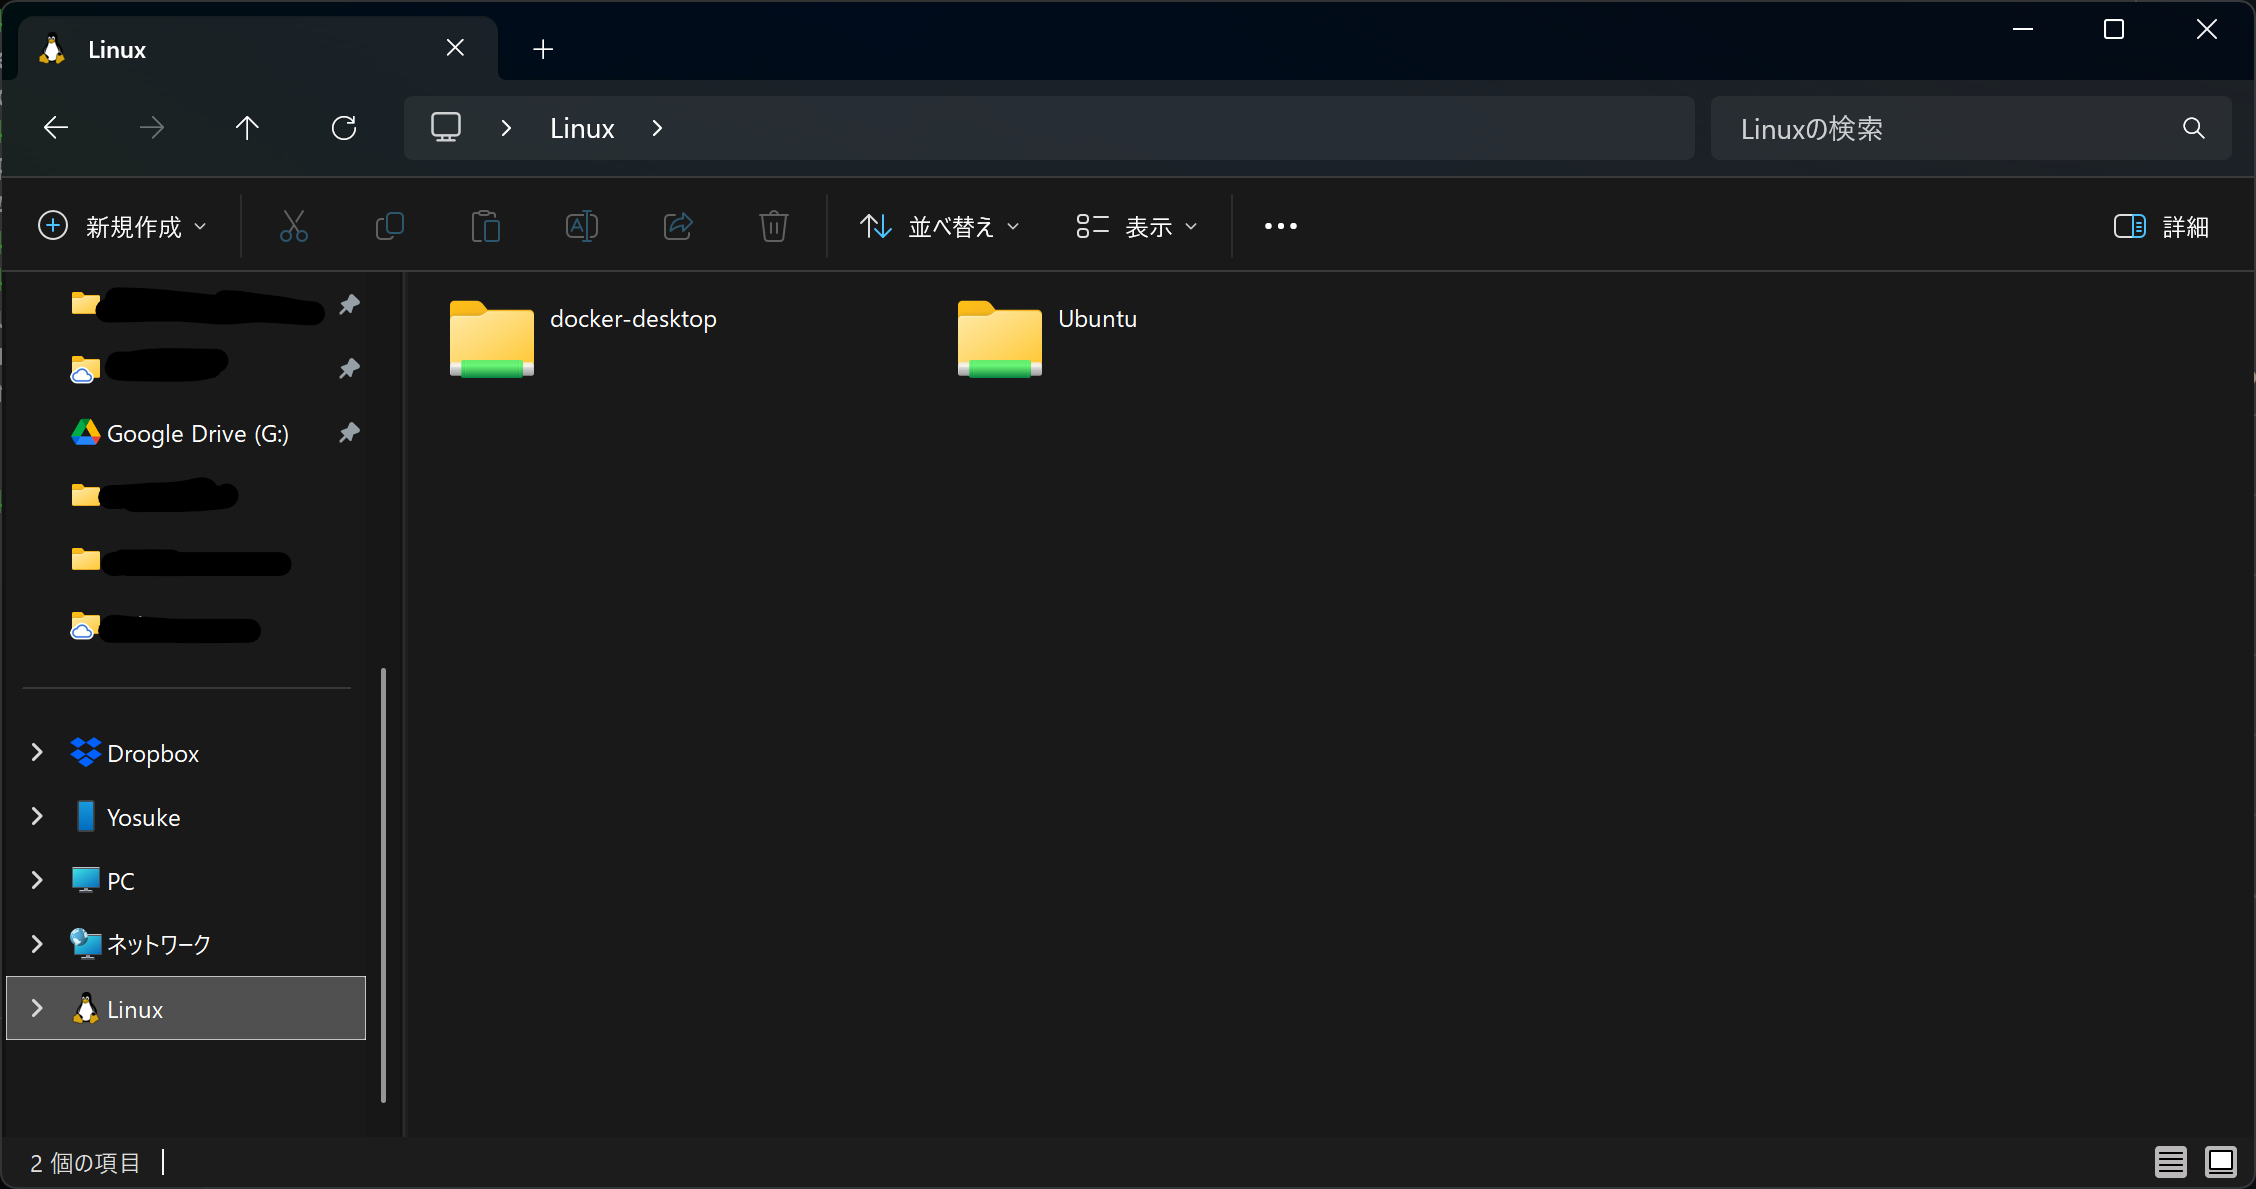 Linux
Linux
Linuxの検索
新規作成
並べ替え
表示
詳細
Google Drive (G:)
Dropbox
Yosuke
PC
ネットワーク
Linux
docker-desktop
Ubuntu
2 個の項目